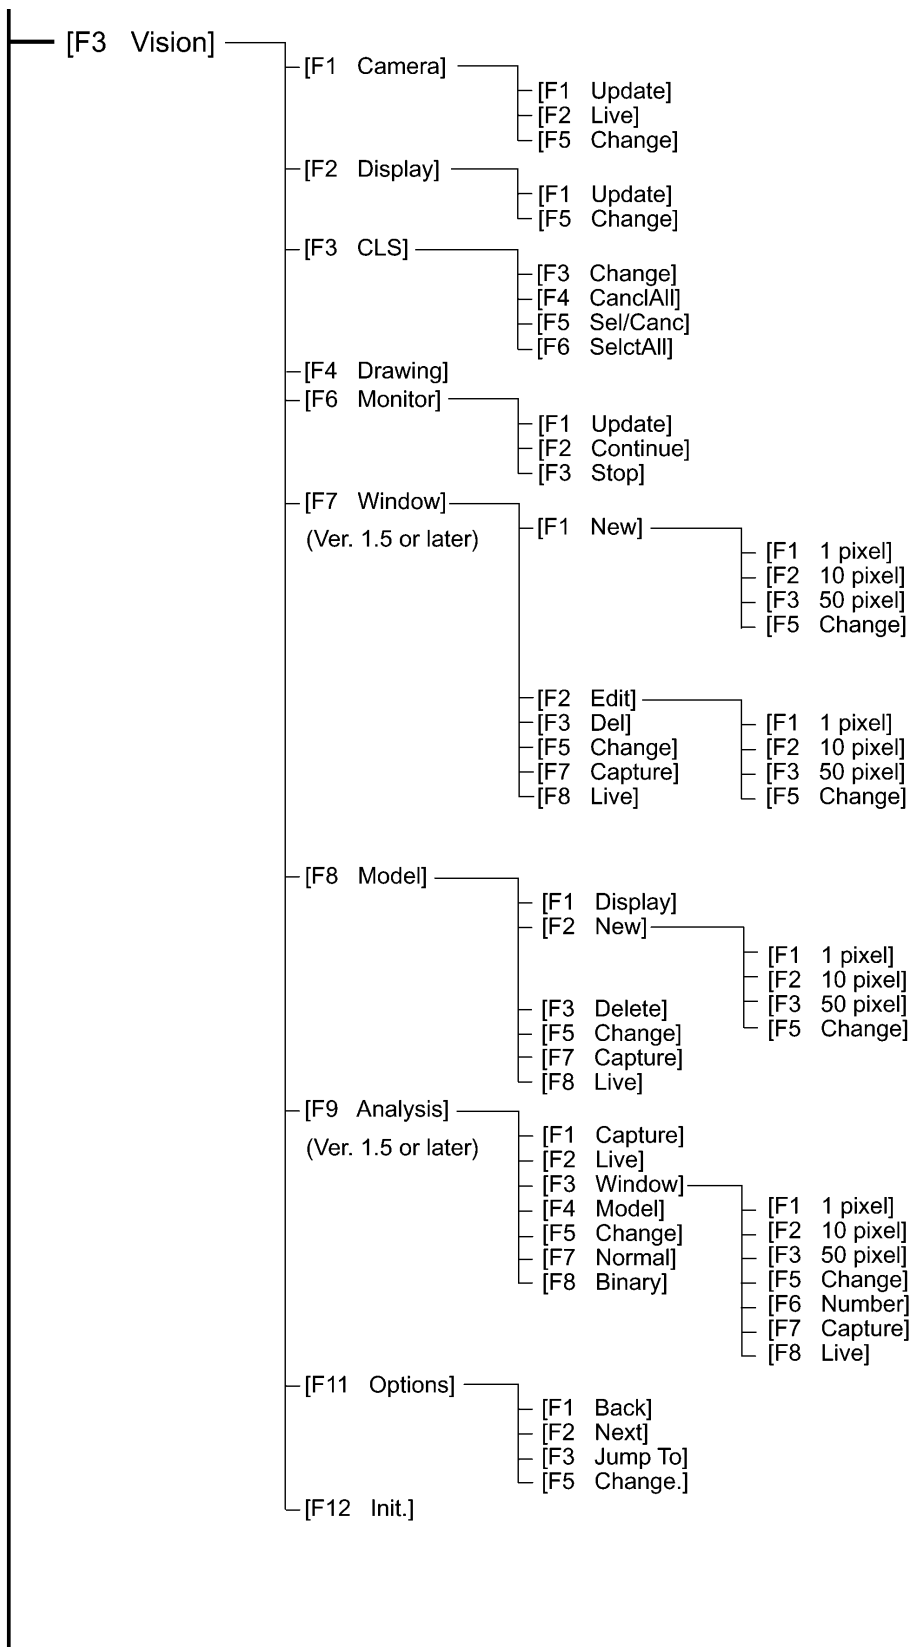 [F3 Vision]
[F1 Camera]
[F1 Update]
[F2 Live]
[F5 Change]
[F2 Display]
[F1 Update]
[F5 Change]
[F3 CLS]
[F3 Change]
[F4 CanclAll]
[F5 Sel/Canc]
[F6 SelctAll]
[F4 Drawing]
[F6 Monitor]
[F1 Update]
[F2 Continue]
[F3 Stop]
[F7 Window]
(Ver. 1.5 or later)
[F1 New]
[F1 1 pixel]
[F2 10 pixel]
[F3 50 pixel]
[F5 Change]
[F2 Edit]
[F1 1 pixel]
[F2 10 pixel]
[F3 50 pixel]
[F5 Change]
[F3 Del]
[F5 Change]
[F7 Capture]
[F8 Live]
[F8 Model]
[F1 Display]
[F2 New]
[F1 1 pixel]
[F2 10 pixel]
[F3 50 pixel]
[F5 Change]
[F3 Delete]
[F5 Change]
[F7 Capture]
[F8 Live]
[F9 Analysis]
(Ver. 1.5 or later)
[F1 Capture]
[F2 Live]
[F3 Window]
[F1 1 pixel]
[F2 10 pixel]
[F3 50 pixel]
[F5 Change]
[F6 Number]
[F7 Capture]
[F8 Live]
[F4 Model]
[F5 Change]
[F7 Normal]
[F8 Binary]
[F11 Options]
[F1 Back]
[F2 Next]
[F3 Jump To]
[F5 Change.]
[F12 Init.]